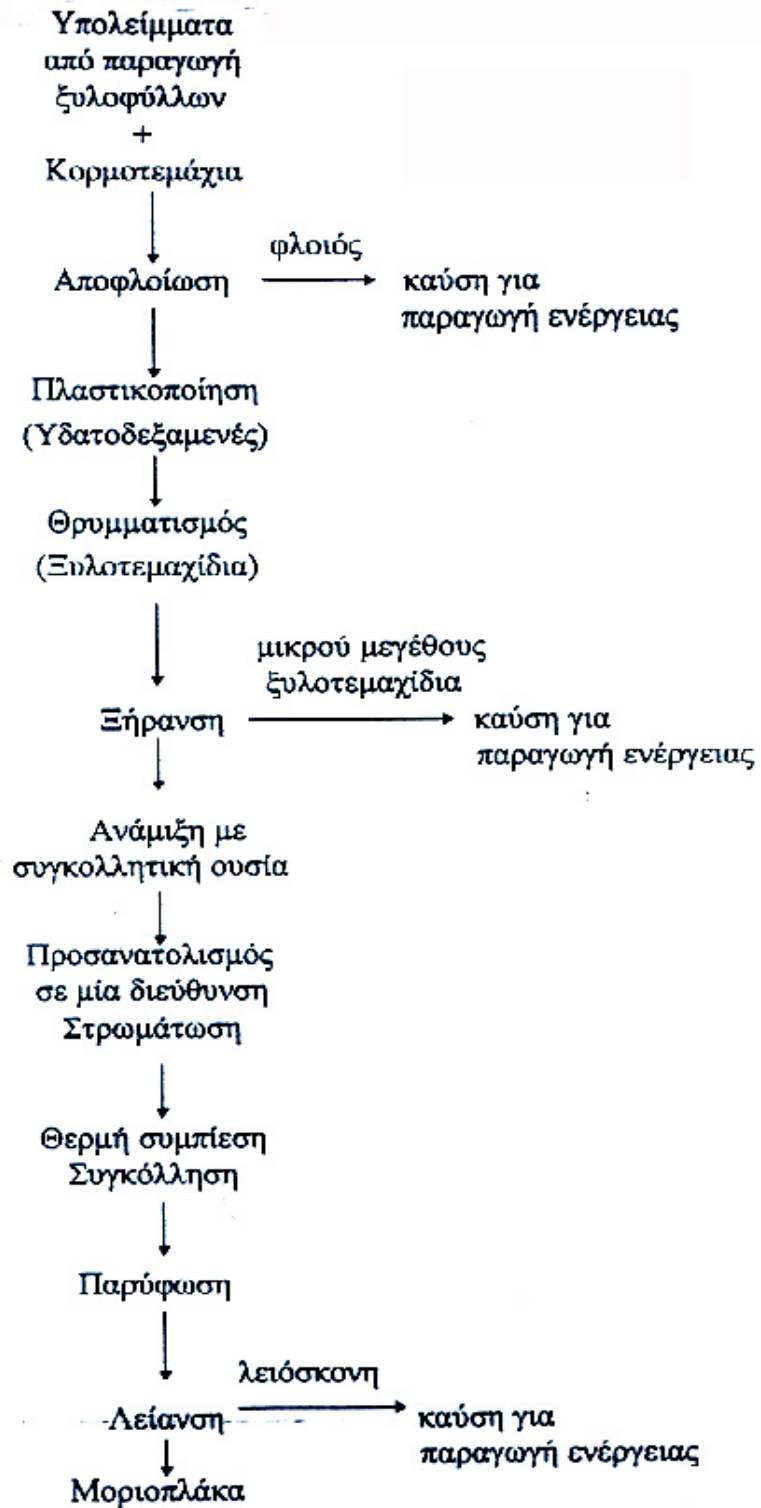 Υπολείμματα
από παραγωγή
ξυλοφύλλων
+
Κορμοτεμάχια
φλοιός
Αποφλοίωση
καύση για
παραγωγή ενέργειας
Πλαστικοποίηση
(Υδατοδεξαμενές)
Θρυμματισμός
(Ξυλοτεμαχίδια)
μικρού μεγέθους
ξυλοτεμαχίδια
Ξήρανση
καύση για
παραγωγή ενέργειας
Ανάμιξη με
συγκολλητική ουσία
Προσανατολισμός
σε μία διεύθυνση
Στρωμάτωση
Θερμή συμπίεση
Συγκόλληση
Παρύφωση
λειόσκονη
Λείανση
καύση για
παραγωγή ενέργειας
Μοριοπλάκα